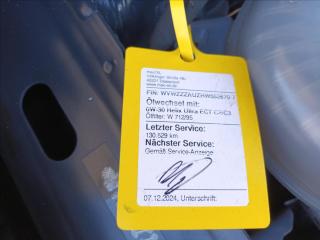 FIN: WVWZZZAUZHW
Ölwechsel mit:
0W-30 Helix Ultra ECT C2/C3
Ölfilter: W 712/95
Letzter Service:
130.529 km
Nächster Service:
Gemäß Service-Anzeige
07.12.2024, Unterschrift: